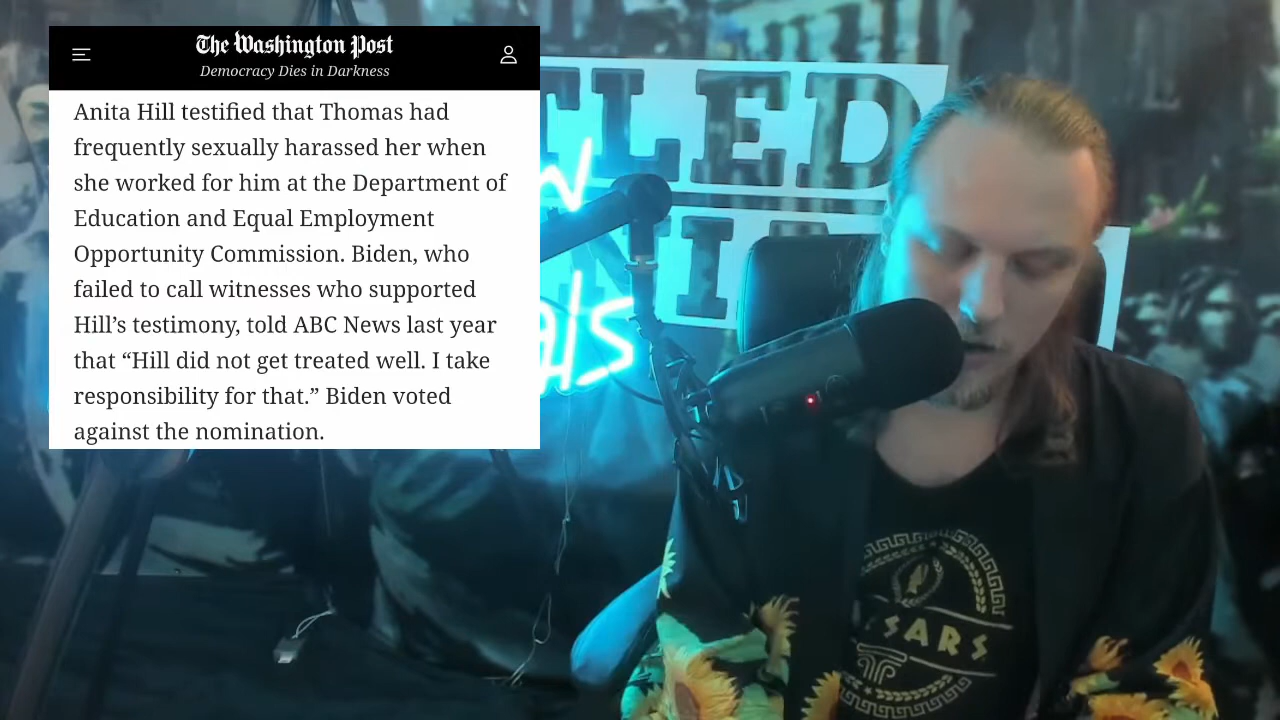 The Washington Post
Democracy Dies in Darkness
Anita Hill testified that Thomas had
frequently sexually harassed her when
she worked for him at the Department of
Education and Equal Employment
Opportunity Commission. Biden, who
failed to call witnesses who supported
Hill’s testimony, told ABC News last year
that “Hill did not get treated well. I take
responsibility for that.” Biden voted
against the nomination.
TLED